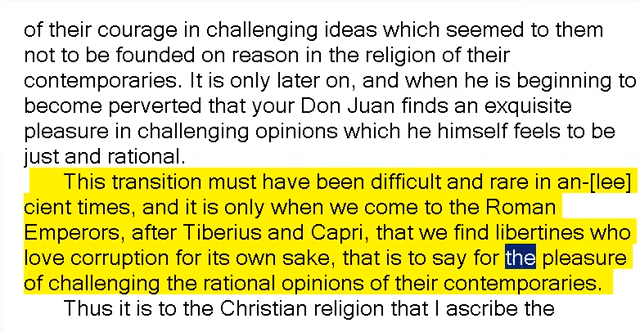 of their courage in challenging ideas which seemed to them
not to be founded on reason in the religion of their
contemporaries. It is only later on, and when he is beginning to
become perverted that your Don Juan finds an exquisite
pleasure in challenging opinions which he himself feels to be
just and rational.
This transition must have been difficult and rare in an-[lee]
cient times, and it is only when we come to the Roman
Emperors, after Tiberius and Capri, that we find libertines who
love corruption for its own sake, that is to say for the pleasure
of challenging the rational opinions of their contemporaries.
Thus it is to the Christian religion that I ascribe the